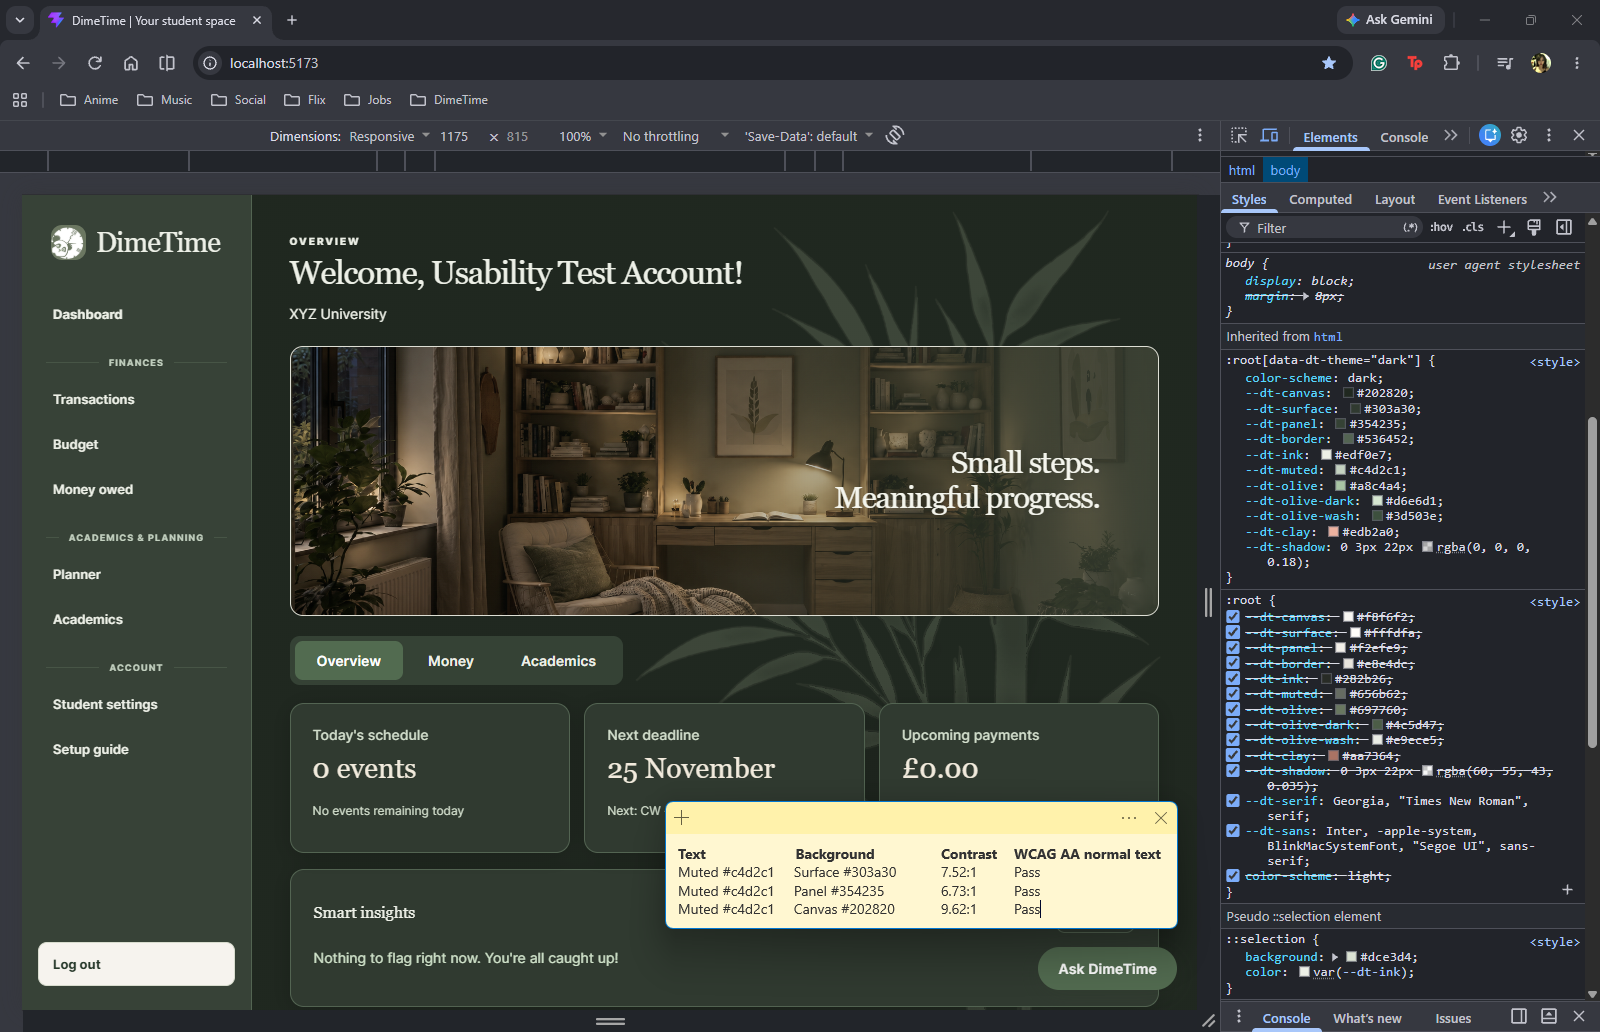 DimeTime | Your student space
Ask Gemini
localhost:5173
Anime
Music
Social
Flix
Jobs
DimeTime
Dimensions: Responsive 1175 × 815 100% No throttling 'Save-Data': default
Elements Console
DimeTime
Dashboard
FINANCES
Transactions
Budget
Money owed
ACADEMICS & PLANNING
Planner
Academics
ACCOUNT
Student settings
Setup guide
Log out
OVERVIEW
Welcome, Usability Test Account!
XYZ University
Small steps.
Meaningful progress.
Overview Money Academics
Today's schedule
0 events
No events remaining today
Next deadline
25 November
Next: CW
Upcoming payments
£0.00
Smart insights
Nothing to flag right now. You're all caught up!
Ask DimeTime
Text Background Contrast WCAG AA normal text
Muted #c4d2c1 Surface #303a30 7.52:1 Pass
Muted #c4d2c1 Panel #354235 6.73:1 Pass
Muted #c4d2c1 Canvas #202820 9.62:1 Pass
html body
Styles Computed Layout Event Listeners
Filter (.*) :hov .cls
}
body { user agent stylesheet
display: block;
margin: 8px;
}
Inherited from html
:root[data-dt-theme="dark"] { <style>
color-scheme: dark;
--dt-canvas: #202820;
--dt-surface: #303a30;
--dt-panel: #354235;
--dt-border: #536452;
--dt-ink: #edf0e7;
--dt-muted: #c4d2c1;
--dt-olive: #a8c4a4;
--dt-olive-dark: #d6e6d1;
--dt-olive-wash: #3d503e;
--dt-clay: #edb2a0;
--dt-shadow: 0 3px 22px rgba(0, 0, 0,
0.18);
}
:root { <style>
--dt-canvas: #f8f6f2;
--dt-surface: #fffdfa;
--dt-panel: #f2efe9;
--dt-border: #e8e4dc;
--dt-ink: #282b26;
--dt-muted: #656b62;
--dt-olive: #697760;
--dt-olive-dark: #4c5d47;
--dt-olive-wash: #e9ece5;
--dt-clay: #aa7364;
--dt-shadow: 0 3px 22px rgba(60, 55, 43,
0.035);
--dt-serif: Georgia, "Times New Roman",
serif;
--dt-sans: Inter, -apple-system,
BlinkMacSystemFont, "Segoe UI", sans-
serif;
color-scheme: light;
}
Pseudo ::selection element
::selection { <style>
background: #dce3d4;
color: var(--dt-ink);
}
Console What's new Issues